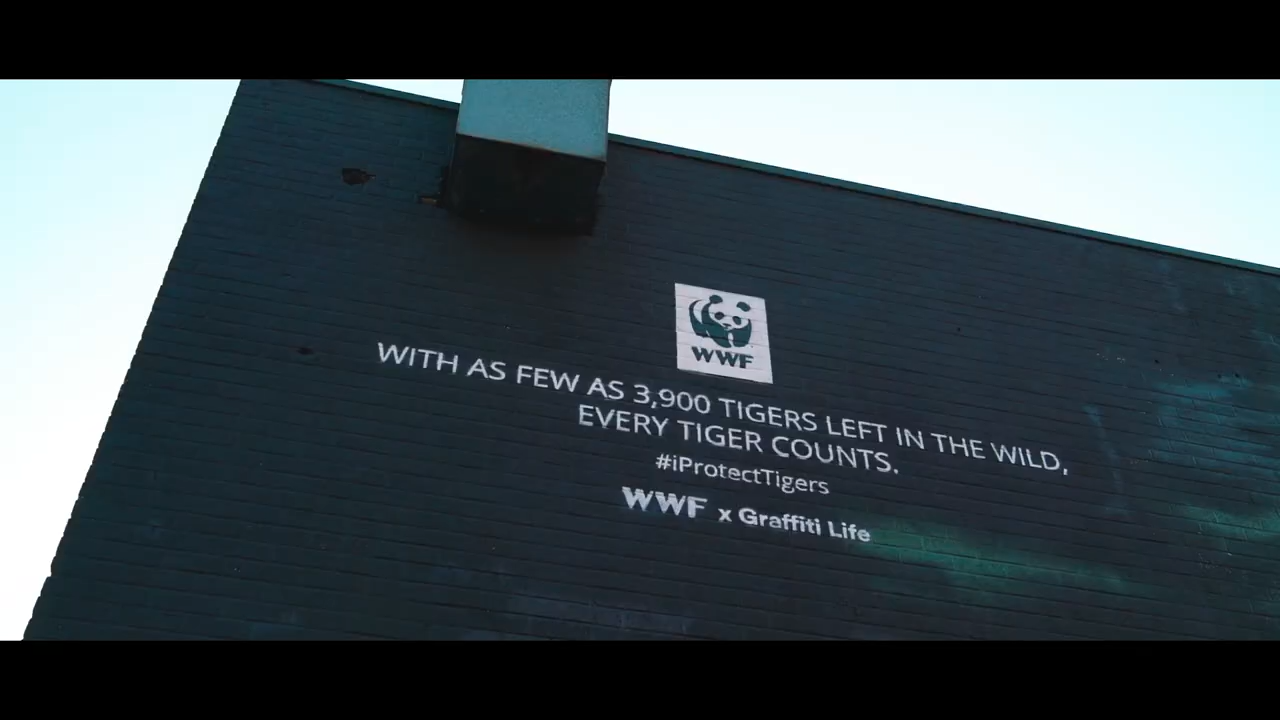 WWF
WITH AS FEW AS 3,900 TIGERS LEFT IN THE WILD,
EVERY TIGER COUNTS.
#iProtectTigers
WWF x Graffiti Life